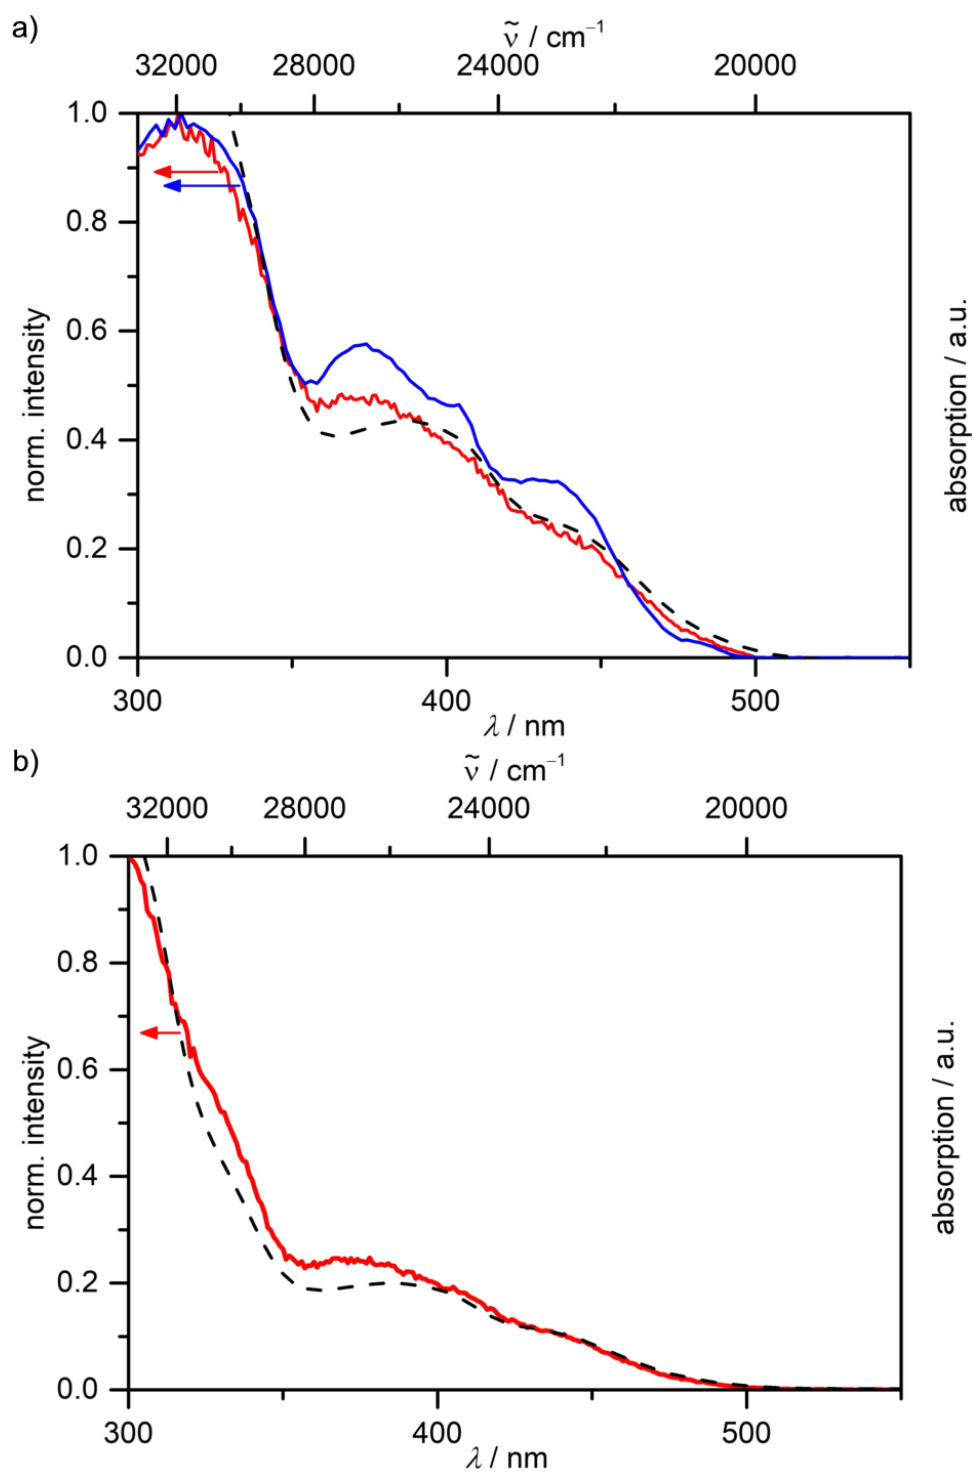 a)
ν̃ / cm⁻¹
32000 28000 24000 20000
1.0
0.8
0.6
0.4
0.2
0.0
norm. intensity
absorption / a.u.
300 400 500
λ / nm
b)
ν̃ / cm⁻¹
32000 28000 24000 20000
1.0
0.8
0.6
0.4
0.2
0.0
norm. intensity
absorption / a.u.
300 400 500
λ / nm